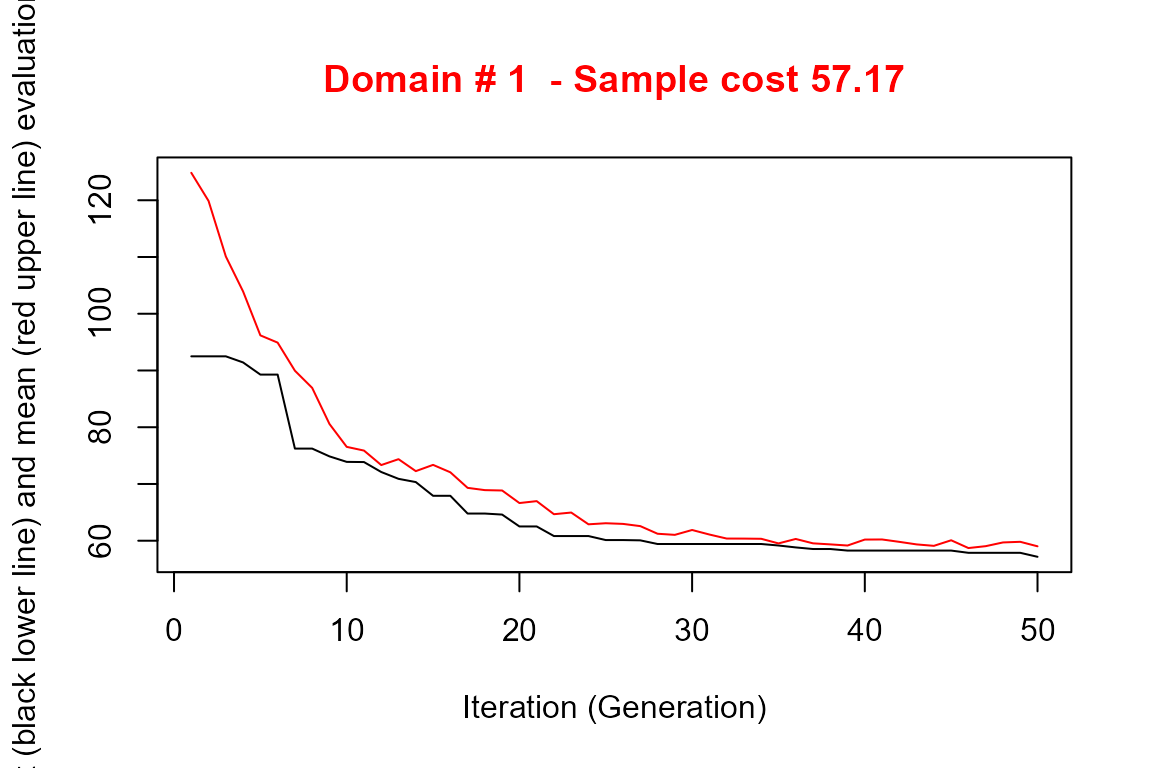 Domain # 1  - Sample cost 57.17
(black lower line) and mean (red upper line) evaluation
120
100
80
60
0 10 20 30 40 50
Iteration (Generation)